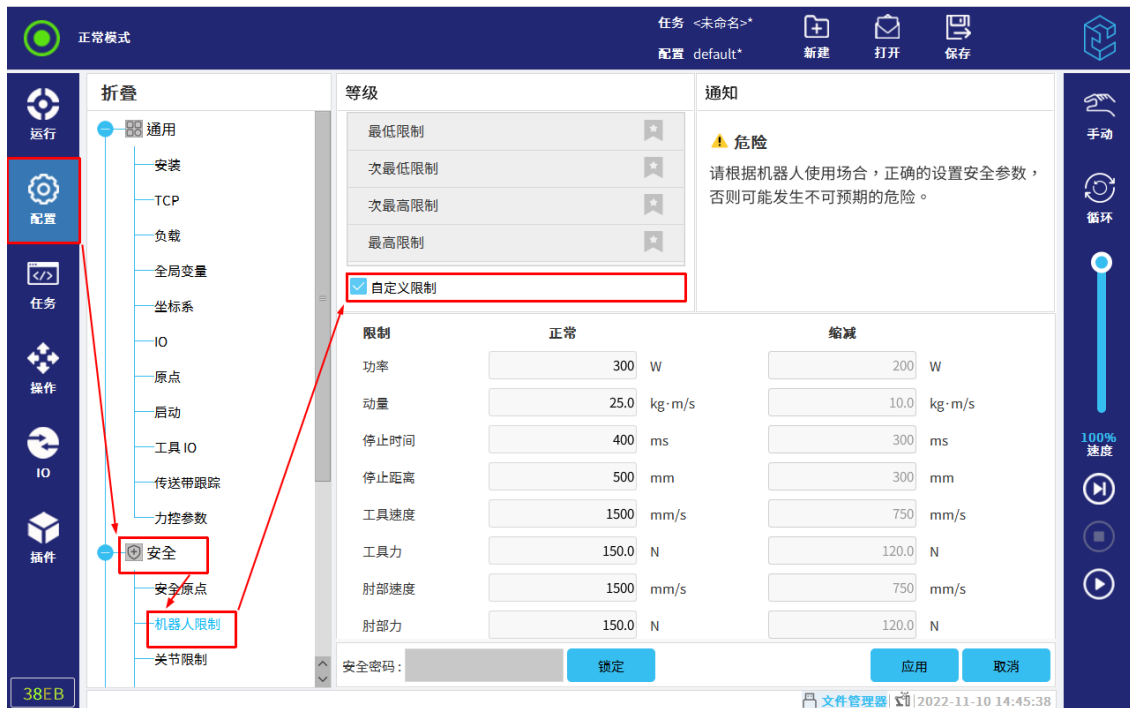 正常模式
任务 <未命名>*
配置 default*
新建
打开
保存
运行
配置
任务
操作
IO
插件
38EB
折叠
通用
安装
TCP
负载
全局变量
坐标系
IO
原点
启动
工具 IO
传送带跟踪
力控参数
安全
安全原点
机器人限制
关节限制
等级
最低限制
次最低限制
次最高限制
最高限制
自定义限制
通知
危险
请根据机器人使用场合，正确的设置安全参数，
否则可能发生不可预期的危险。
限制 正常 缩减
功率 300 W 200 W
动量 25.0 kg·m/s 10.0 kg·m/s
停止时间 400 ms 300 ms
停止距离 500 mm 300 mm
工具速度 1500 mm/s 750 mm/s
工具力 150.0 N 120.0 N
肘部速度 1500 mm/s 750 mm/s
肘部力 150.0 N 120.0 N
安全密码: 锁定 应用 取消
文件管理器 2022-11-10 14:45:38
手动
循环
100%
速度